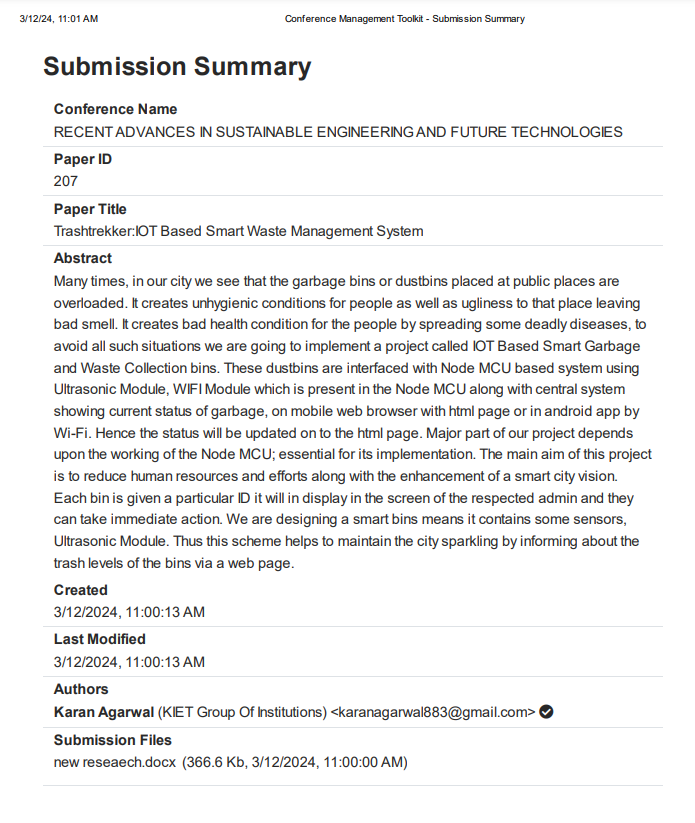 3/12/24, 11:01 AM
Conference Management Toolkit - Submission Summary
Submission Summary
Conference Name
RECENT ADVANCES IN SUSTAINABLE ENGINEERING AND FUTURE TECHNOLOGIES
Paper ID
207
Paper Title
Trashtrekker:IOT Based Smart Waste Management System
Abstract
Many times, in our city we see that the garbage bins or dustbins placed at public places are
overloaded. It creates unhygienic conditions for people as well as ugliness to that place leaving
bad smell. It creates bad health condition for the people by spreading some deadly diseases, to
avoid all such situations we are going to implement a project called IOT Based Smart Garbage
and Waste Collection bins. These dustbins are interfaced with Node MCU based system using
Ultrasonic Module, WIFI Module which is present in the Node MCU along with central system
showing current status of garbage, on mobile web browser with html page or in android app by
Wi-Fi. Hence the status will be updated on to the html page. Major part of our project depends
upon the working of the Node MCU; essential for its implementation. The main aim of this project
is to reduce human resources and efforts along with the enhancement of a smart city vision.
Each bin is given a particular ID it will in display in the screen of the respected admin and they
can take immediate action. We are designing a smart bins means it contains some sensors,
Ultrasonic Module. Thus this scheme helps to maintain the city sparkling by informing about the
trash levels of the bins via a web page.
Created
3/12/2024, 11:00:13 AM
Last Modified
3/12/2024, 11:00:13 AM
Authors
Karan Agarwal (KIET Group Of Institutions) <karanagarwal883@gmail.com>
Submission Files
new reseaech.docx (366.6 Kb, 3/12/2024, 11:00:00 AM)